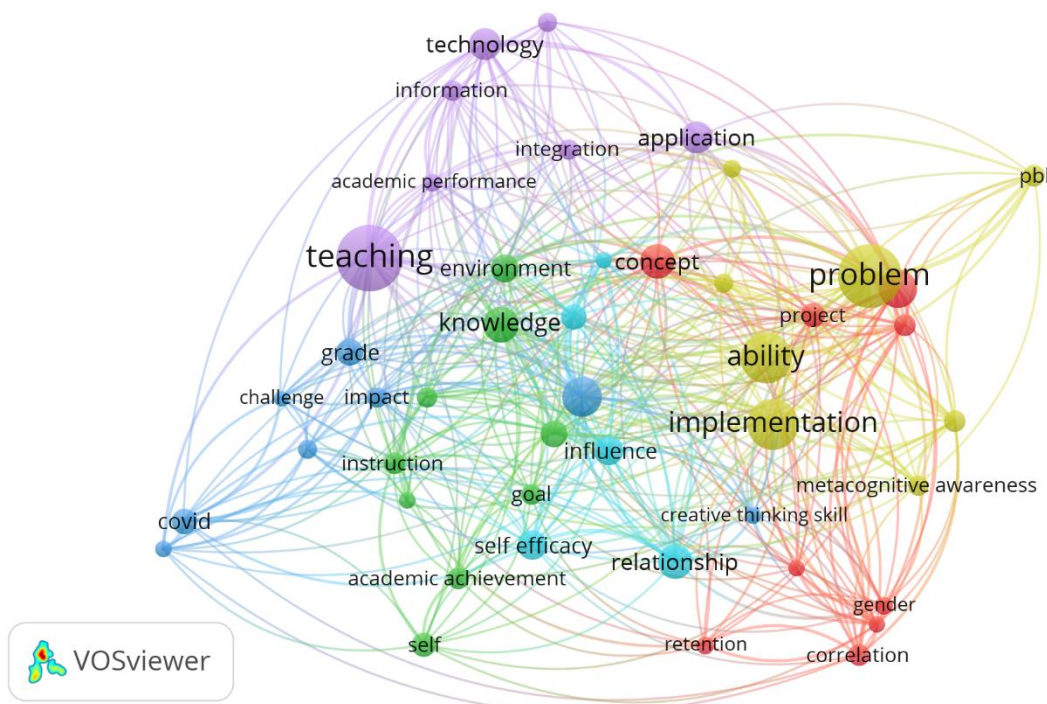 technology
information
integration
application
academic performance
pbl
teaching
environment
concept
problem
knowledge
project
grade
ability
challenge
impact
implementation
influence
instruction
metacognitive awareness
goal
creative thinking skill
covid
self efficacy
relationship
academic achievement
gender
self
retention
correlation
VOSviewer